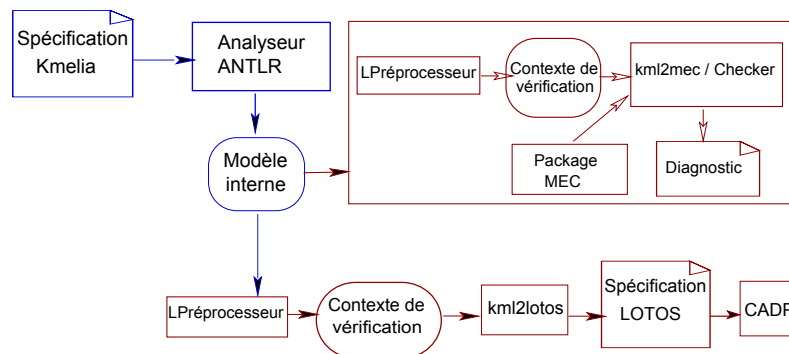 Spécification
Kmelia
Analyseur
ANTLR
LPréprocesseur
Contexte de
vérification
kml2mec / Checker
Package
MEC
Diagnostic
Modèle
interne
LPréprocesseur
Contexte de
vérification
kml2lotos
Spécification
LOTOS
CADP